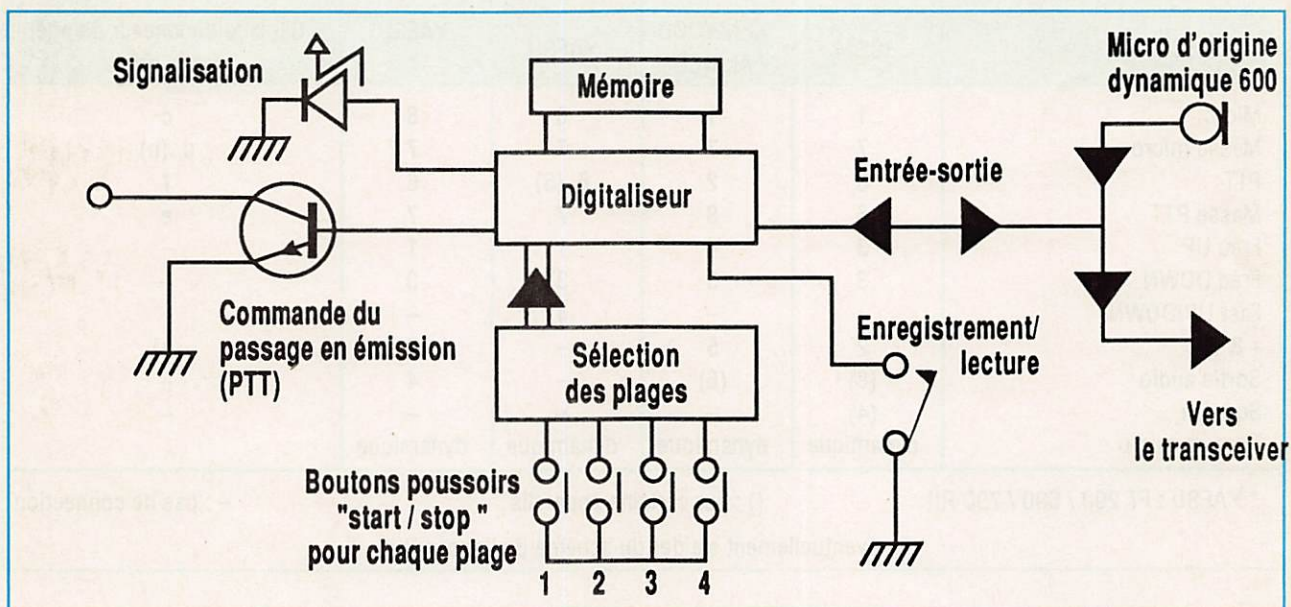 Signalisation
Mémoire
Micro d'origine
dynamique 600
Digitaliseur
Entrée-sortie
Commande du
passage en émission
(PTT)
Sélection
des plages
Enregistrement/
lecture
Vers
le transceiver
Boutons poussoirs
"start / stop "
pour chaque plage
1 2 3 4